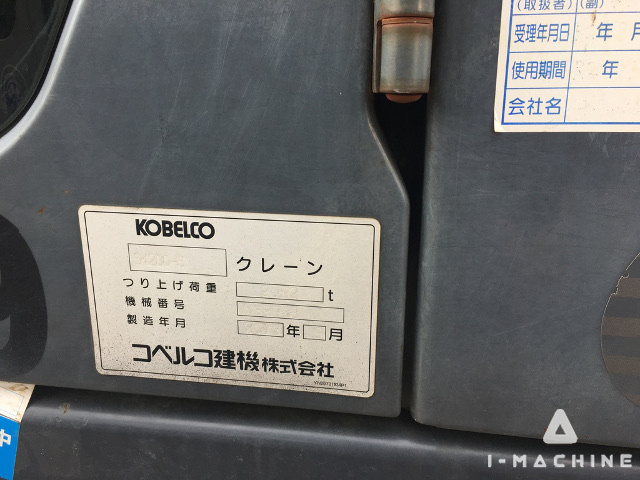 (取扱者)(副)
受理年月日 年 月
使用期間 年
会社名
KOBELCO
クレーン
つり上げ荷重 t
機械番号
製造年月 年 月
コベルコ建機株式会社
9
中
I-MACHINE